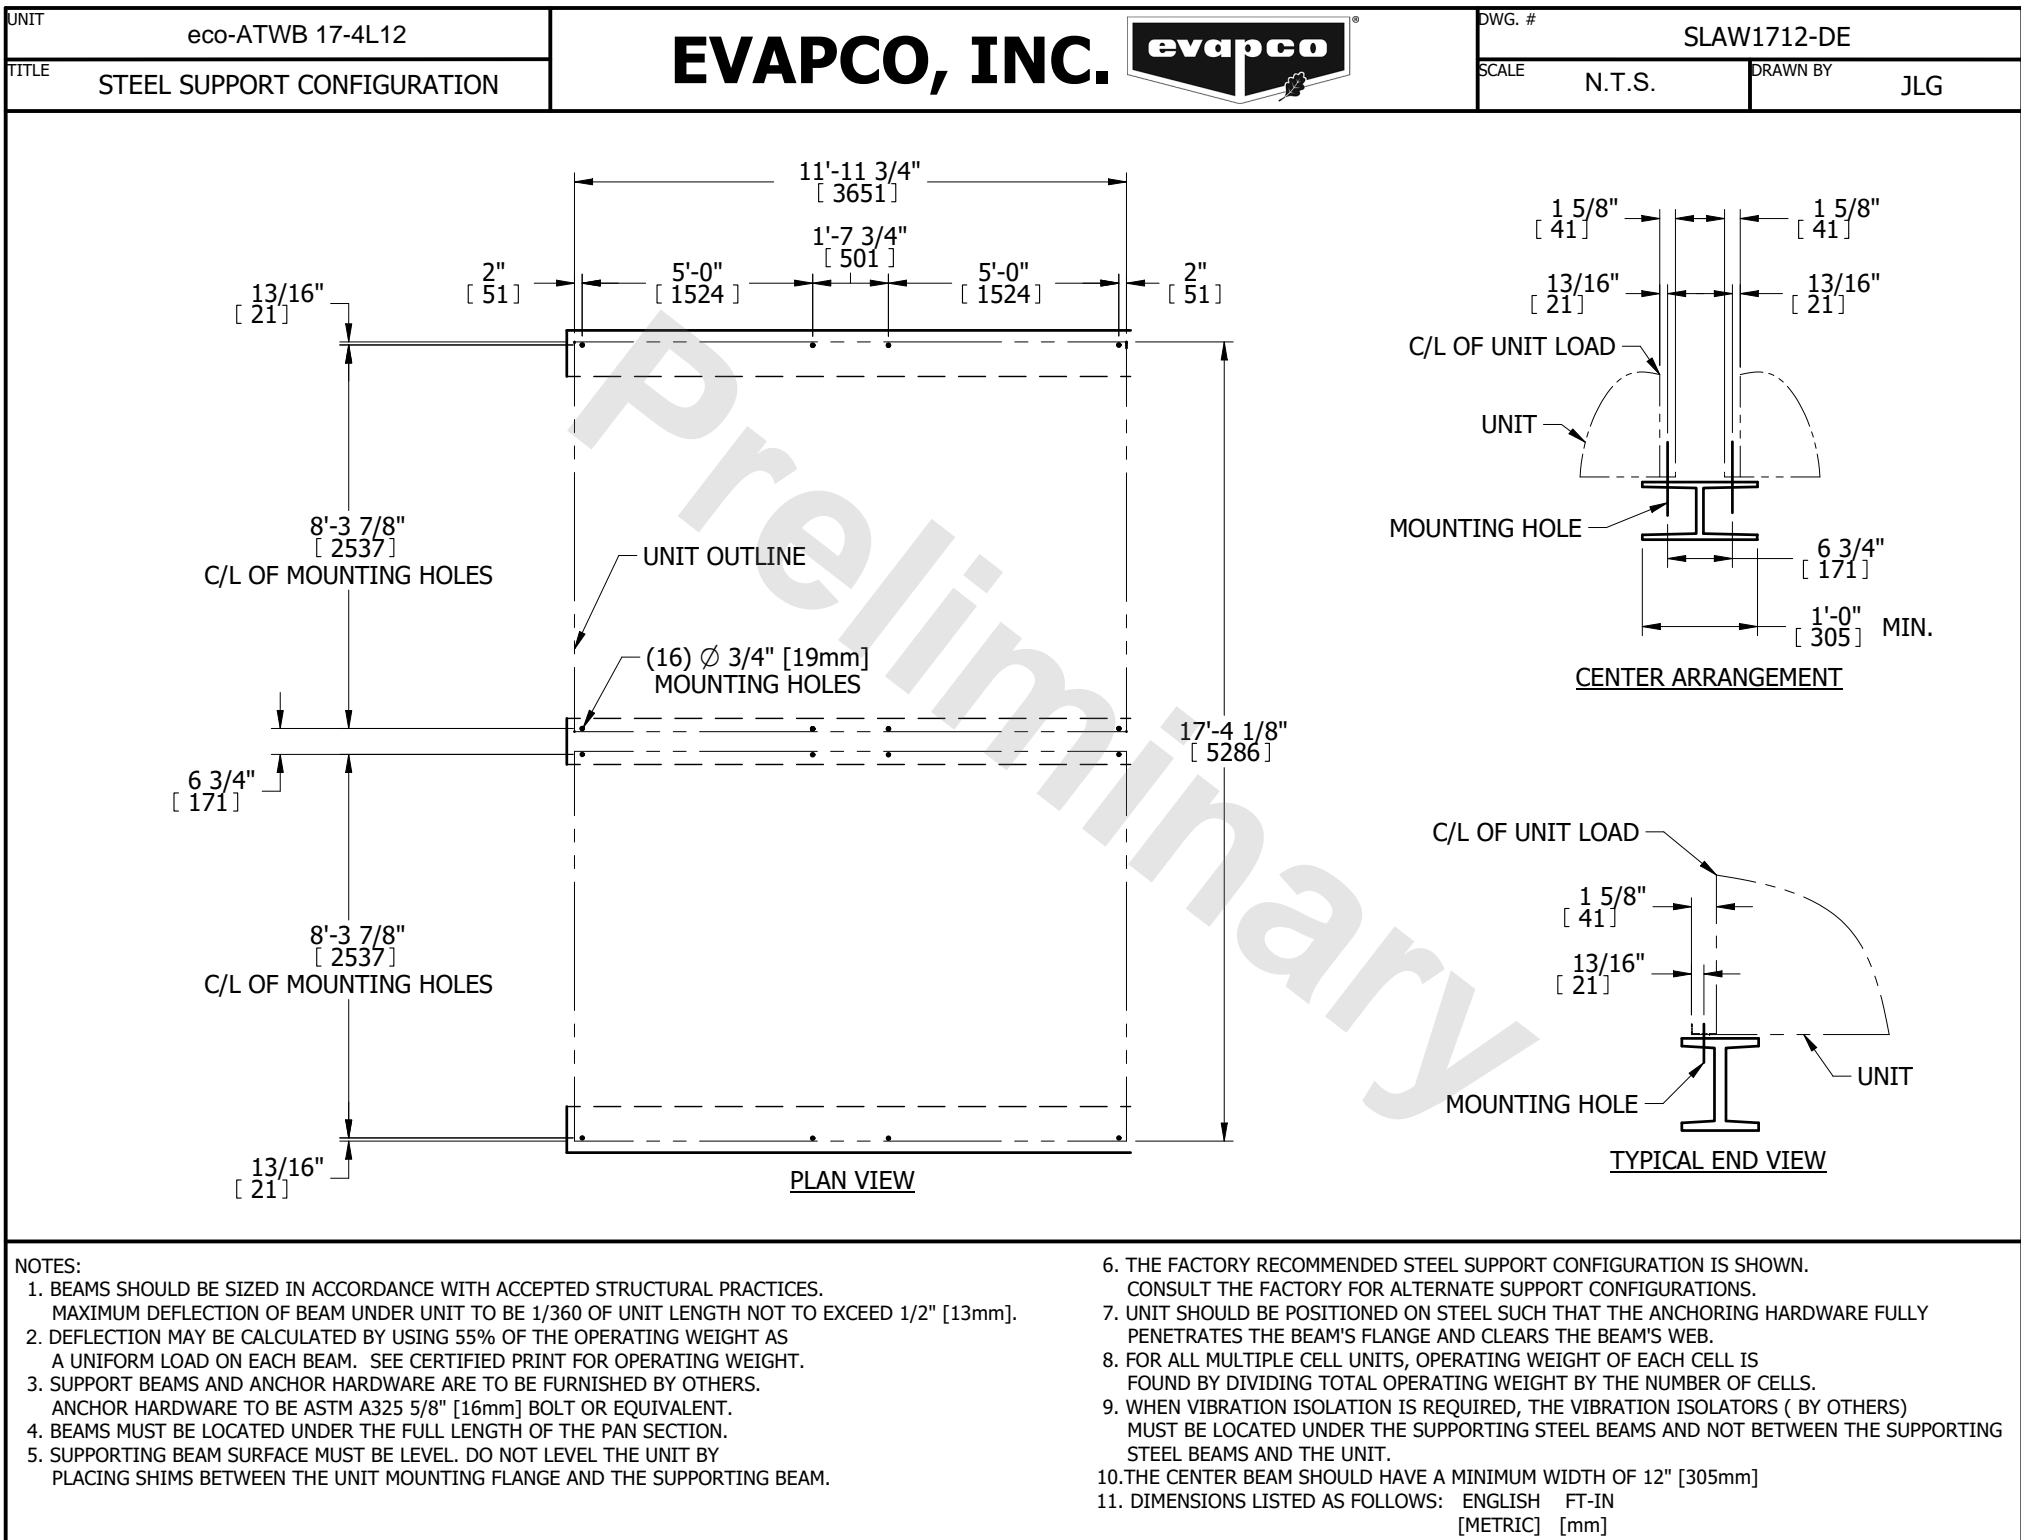 UNIT
eco-ATWB 17-4L12
TITLE
STEEL SUPPORT CONFIGURATION
EVAPCO, INC.
evapco
®
DWG. #
SLAW1712-DE
SCALE
N.T.S.
DRAWN BY
JLG
11'-11 3/4"
[ 3651 ]
1'-7 3/4"
[ 501 ]
2"
[ 51 ]
5'-0"
[ 1524 ]
5'-0"
[ 1524 ]
2"
[ 51 ]
13/16"
[ 21 ]
8'-3 7/8"
[ 2537 ]
C/L OF MOUNTING HOLES
UNIT OUTLINE
(16) Ø 3/4" [19mm]
MOUNTING HOLES
6 3/4"
[ 171 ]
17'-4 1/8"
[ 5286 ]
8'-3 7/8"
[ 2537 ]
C/L OF MOUNTING HOLES
13/16"
[ 21 ]
PLAN VIEW
Preliminary
1 5/8"
[ 41 ]
1 5/8"
[ 41 ]
13/16"
[ 21 ]
13/16"
[ 21 ]
C/L OF UNIT LOAD
UNIT
MOUNTING HOLE
6 3/4"
[ 171 ]
1'-0"
[ 305 ]
MIN.
CENTER ARRANGEMENT
C/L OF UNIT LOAD
1 5/8"
[ 41 ]
13/16"
[ 21 ]
UNIT
MOUNTING HOLE
TYPICAL END VIEW
NOTES:
1. BEAMS SHOULD BE SIZED IN ACCORDANCE WITH ACCEPTED STRUCTURAL PRACTICES.
MAXIMUM DEFLECTION OF BEAM UNDER UNIT TO BE 1/360 OF UNIT LENGTH NOT TO EXCEED 1/2" [13mm].
2. DEFLECTION MAY BE CALCULATED BY USING 55% OF THE OPERATING WEIGHT AS
A UNIFORM LOAD ON EACH BEAM. SEE CERTIFIED PRINT FOR OPERATING WEIGHT.
3. SUPPORT BEAMS AND ANCHOR HARDWARE ARE TO BE FURNISHED BY OTHERS.
ANCHOR HARDWARE TO BE ASTM A325 5/8" [16mm] BOLT OR EQUIVALENT.
4. BEAMS MUST BE LOCATED UNDER THE FULL LENGTH OF THE PAN SECTION.
5. SUPPORTING BEAM SURFACE MUST BE LEVEL. DO NOT LEVEL THE UNIT BY
PLACING SHIMS BETWEEN THE UNIT MOUNTING FLANGE AND THE SUPPORTING BEAM.
6. THE FACTORY RECOMMENDED STEEL SUPPORT CONFIGURATION IS SHOWN.
CONSULT THE FACTORY FOR ALTERNATE SUPPORT CONFIGURATIONS.
7. UNIT SHOULD BE POSITIONED ON STEEL SUCH THAT THE ANCHORING HARDWARE FULLY
PENETRATES THE BEAM'S FLANGE AND CLEARS THE BEAM'S WEB.
8. FOR ALL MULTIPLE CELL UNITS, OPERATING WEIGHT OF EACH CELL IS
FOUND BY DIVIDING TOTAL OPERATING WEIGHT BY THE NUMBER OF CELLS.
9. WHEN VIBRATION ISOLATION IS REQUIRED, THE VIBRATION ISOLATORS ( BY OTHERS)
MUST BE LOCATED UNDER THE SUPPORTING STEEL BEAMS AND NOT BETWEEN THE SUPPORTING
STEEL BEAMS AND THE UNIT.
10.THE CENTER BEAM SHOULD HAVE A MINIMUM WIDTH OF 12" [305mm]
11. DIMENSIONS LISTED AS FOLLOWS: ENGLISH FT-IN
[METRIC] [mm]